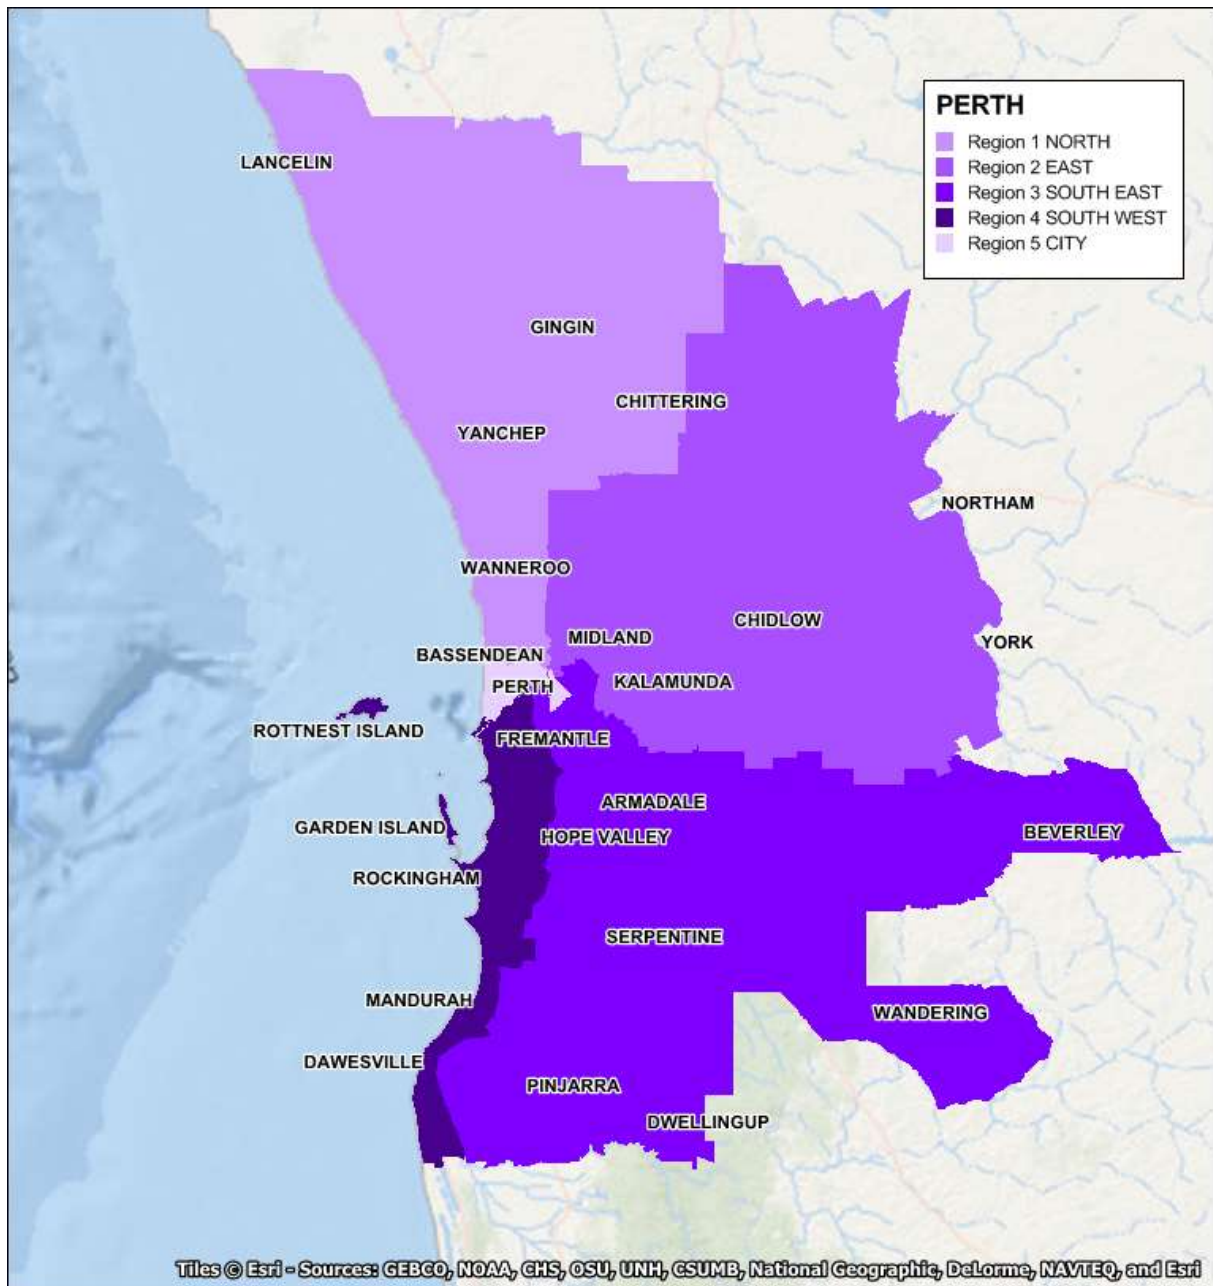 PERTH
Region 1 NORTH
Region 2 EAST
Region 3 SOUTH EAST
Region 4 SOUTH WEST
Region 5 CITY
LANCELIN
GINGIN
CHITTERING
YANCHEP
NORTHAM
WANNEROO
CHIDLOW
MIDLAND
YORK
BASSENDEAN
KALAMUNDA
PERTH
ROTTNEST ISLAND
FREMANTLE
ARMADALE
GARDEN ISLAND
HOPE VALLEY
BEVERLEY
ROCKINGHAM
SERPENTINE
MANDURAH
WANDERING
DAWESVILLE
PINJARRA
DWELLINGUP
Tiles © Esri - Sources: GEBCO, NOAA, CHS, OSU, UNH, CSUMB, National Geographic, DeLorme, NAVTEQ, and Esri